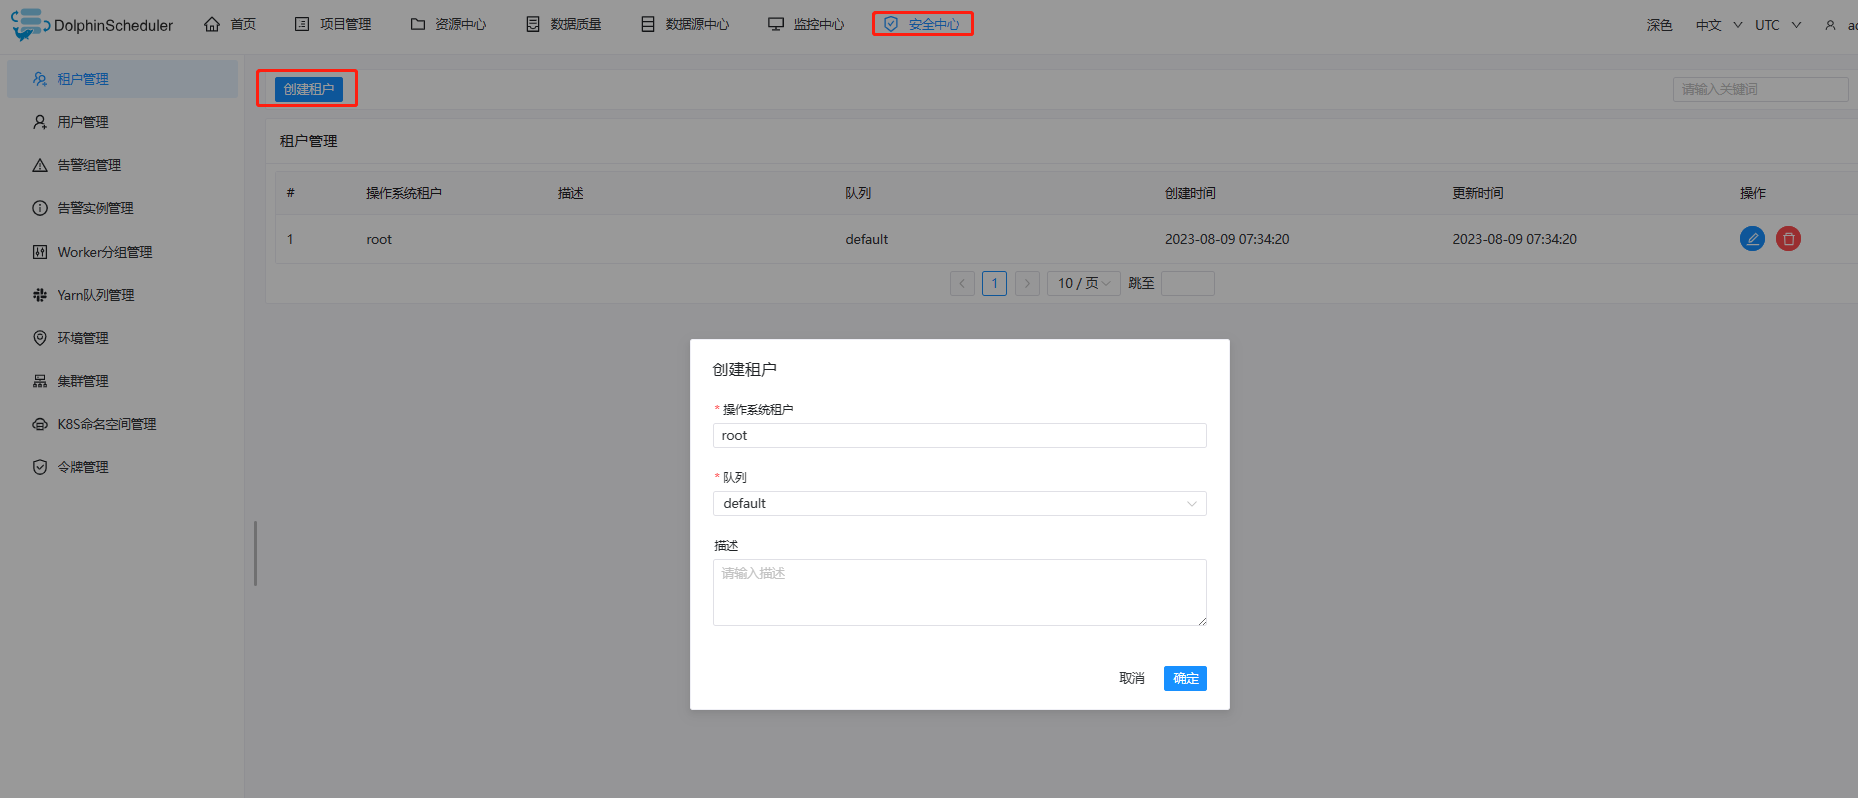 DolphinScheduler 首页 项目管理 资源中心 数据质量 数据源中心 监控中心 安全中心 深色 中文 UTC
租户管理
用户管理
告警组管理
告警实例管理
Worker分组管理
Yarn队列管理
环境管理
集群管理
K8S命名空间管理
令牌管理
创建租户 请输入关键词
租户管理
# 操作系统租户 描述 队列 创建时间 更新时间 操作
1 root default 2023-08-09 07:34:20 2023-08-09 07:34:20
1 10 / 页 跳至
创建租户
* 操作系统租户
root
* 队列
default
描述
请输入描述
取消 确定